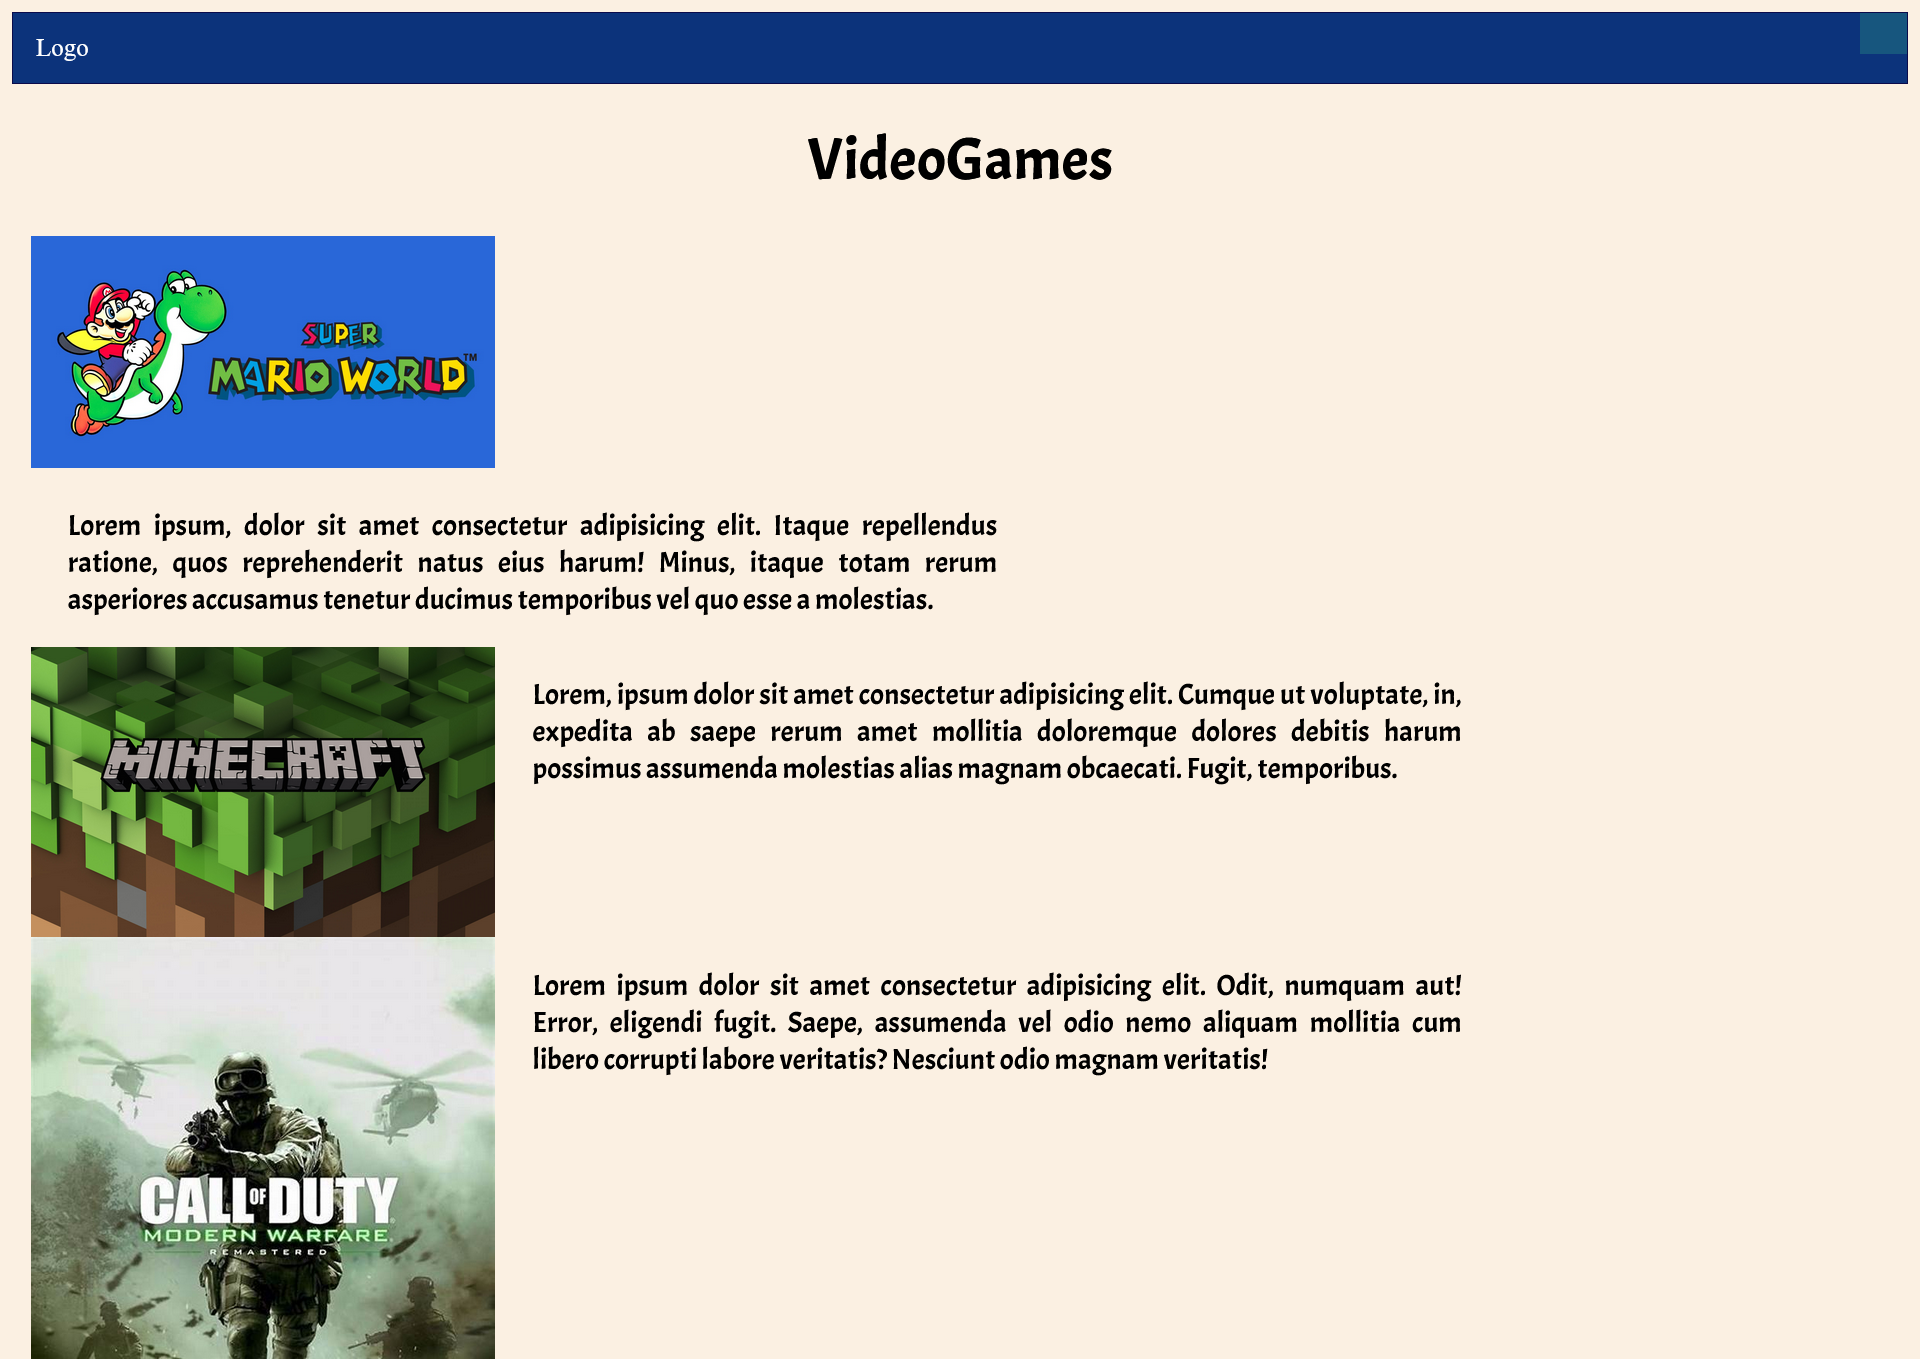 Logo
VideoGames
SUPER
MARIO WORLD™
Lorem ipsum, dolor sit amet consectetur adipisicing elit. Itaque repellendus
ratione, quos reprehenderit natus eius harum! Minus, itaque totam rerum
asperiores accusamus tenetur ducimus temporibus vel quo esse a molestias.
MINECRAFT
Lorem, ipsum dolor sit amet consectetur adipisicing elit. Cumque ut voluptate, in,
expedita ab saepe rerum amet mollitia doloremque dolores debitis harum
possimus assumenda molestias alias magnam obcaecati. Fugit, temporibus.
Lorem ipsum dolor sit amet consectetur adipisicing elit. Odit, numquam aut!
Error, eligendi fugit. Saepe, assumenda vel odio nemo aliquam mollitia cum
libero corrupti labore veritatis? Nesciunt odio magnam veritatis!
CALL OF DUTY
MODERN WARFARE
REMASTERED